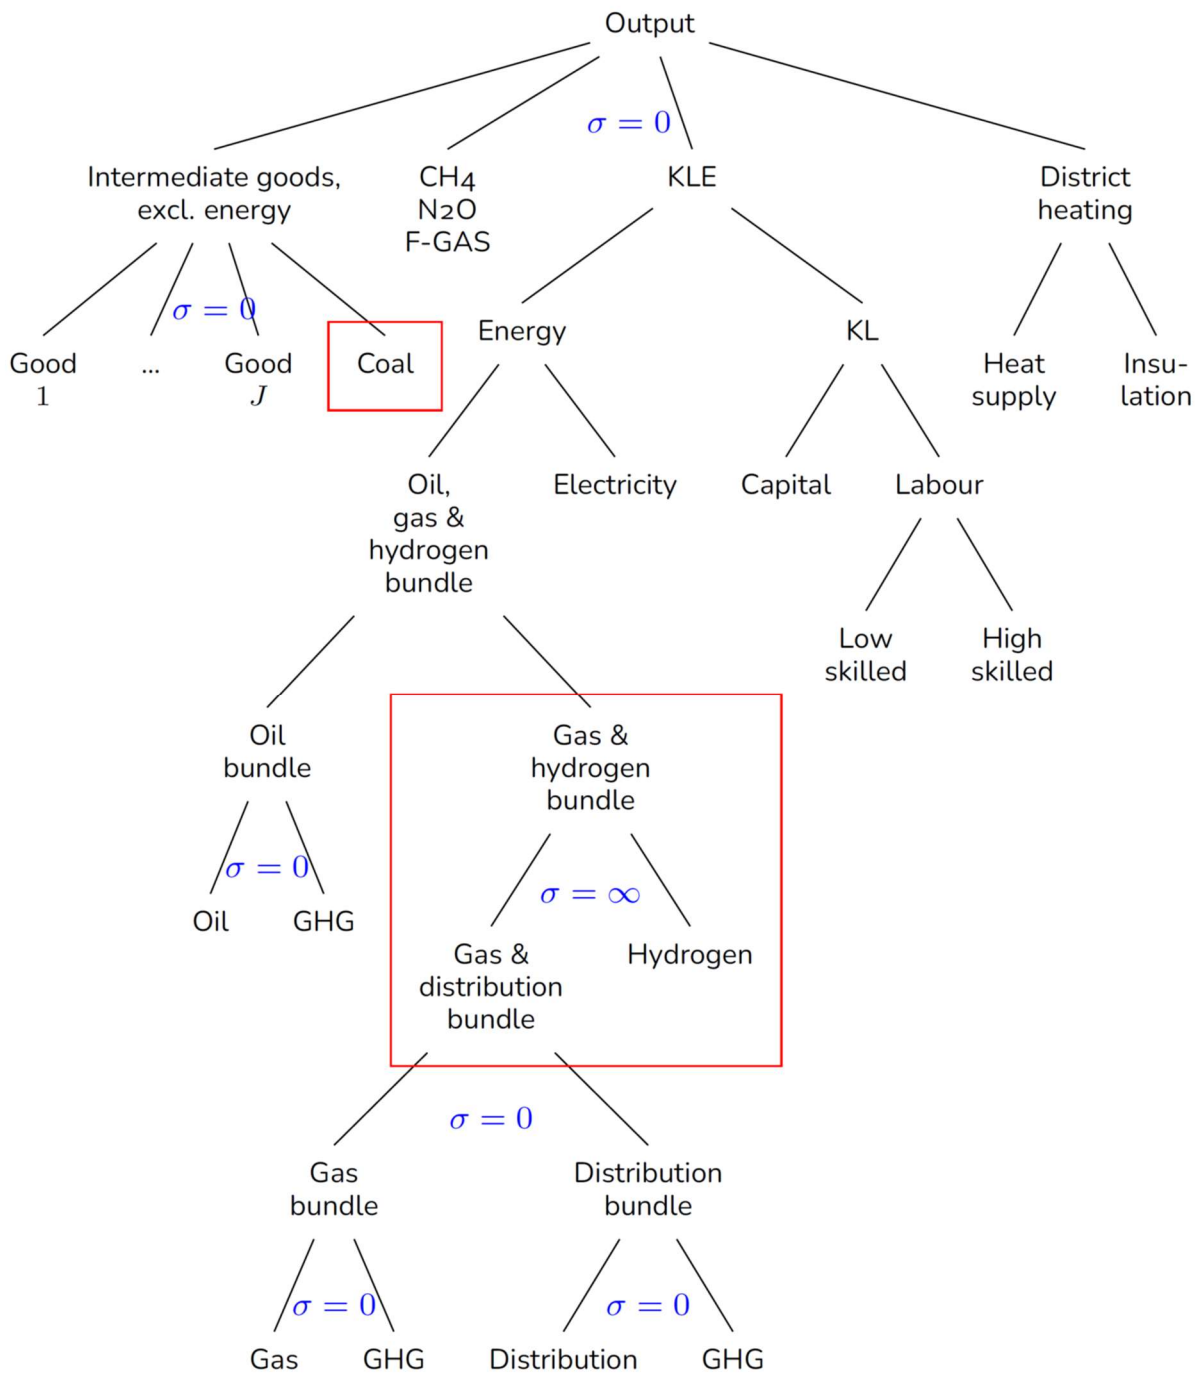 Output
σ = 0
Intermediate goods,
excl. energy
CH4
N2O
F-GAS
KLE
District
heating
σ = 0
Good
1
...
Good
J
Coal
Energy
KL
Heat
supply
Insu-
lation
Oil,
gas &
hydrogen
bundle
Electricity
Capital
Labour
Low
skilled
High
skilled
Oil
bundle
Gas &
hydrogen
bundle
σ = 0
σ = ∞
Oil
GHG
Gas &
distribution
bundle
Hydrogen
σ = 0
Gas
bundle
Distribution
bundle
σ = 0
σ = 0
Gas
GHG
Distribution
GHG